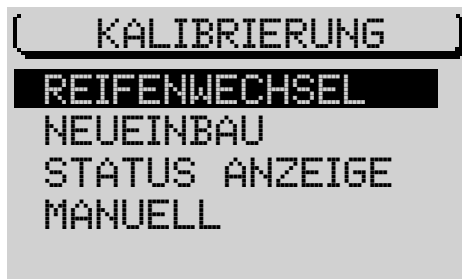 KALIBRIERUNG
REIFENWECHSEL
NEUEINBAU
STATUS ANZEIGE
MANUELL